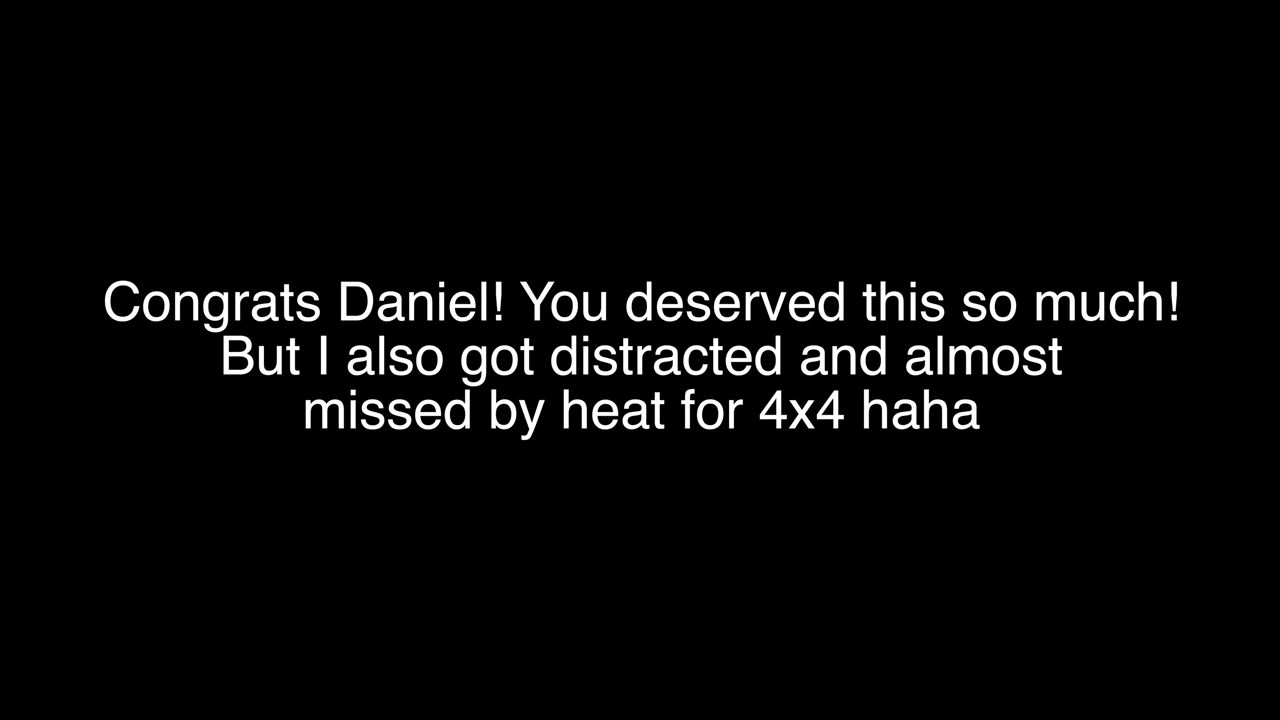 Congrats Daniel! You deserved this so much!
But I also got distracted and almost
missed by heat for 4x4 haha